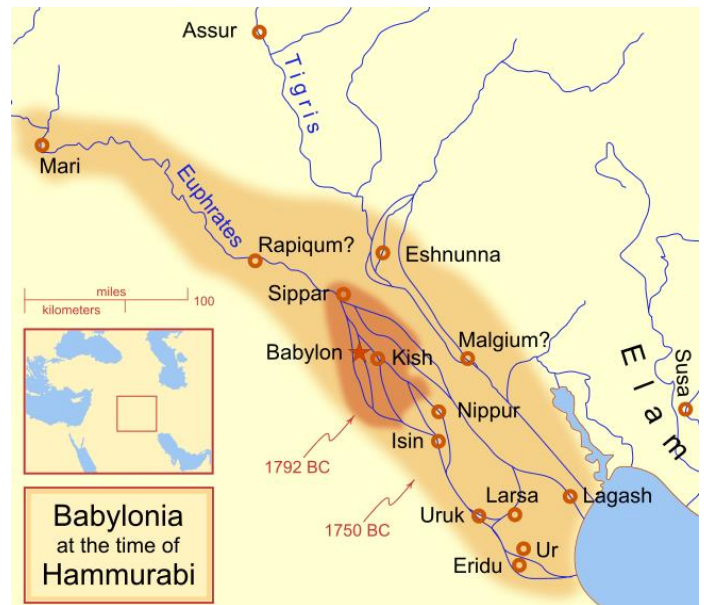 Assur
Tigris
Mari
Euphrates
Rapiqum?
Eshnunna
miles
kilometers
100
Sippar
Babylon
Kish
Malgium?
Elam
Susa
Nippur
Isin
1792 BC
1750 BC
Uruk
Larsa
Lagash
Ur
Eridu
Babylonia
at the time of
Hammurabi